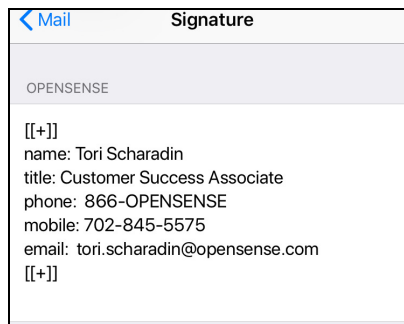 Mail
Signature
OPENSENSE
[[+]]
name: Tori Scharadin
title: Customer Success Associate
phone:  866-OPENSENSE
mobile: 702-845-5575
email:  tori.scharadin@opensense.com
[[+]]